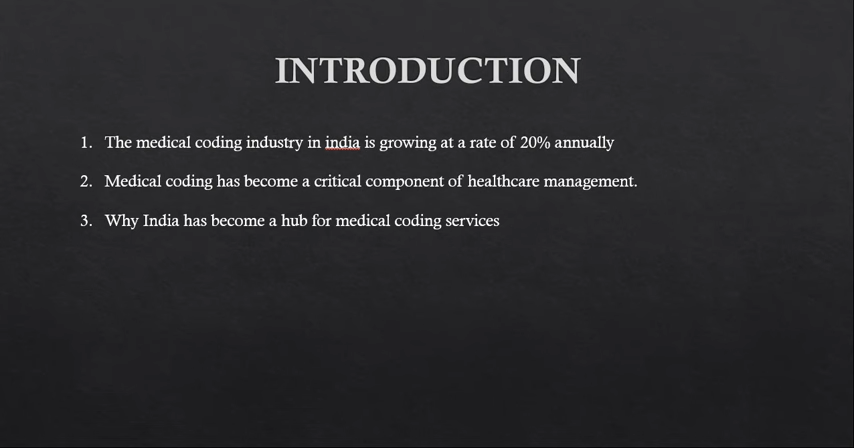 INTRODUCTION
1. The medical coding industry in india is growing at a rate of 20% annually
2. Medical coding has become a critical component of healthcare management.
3. Why India has become a hub for medical coding services